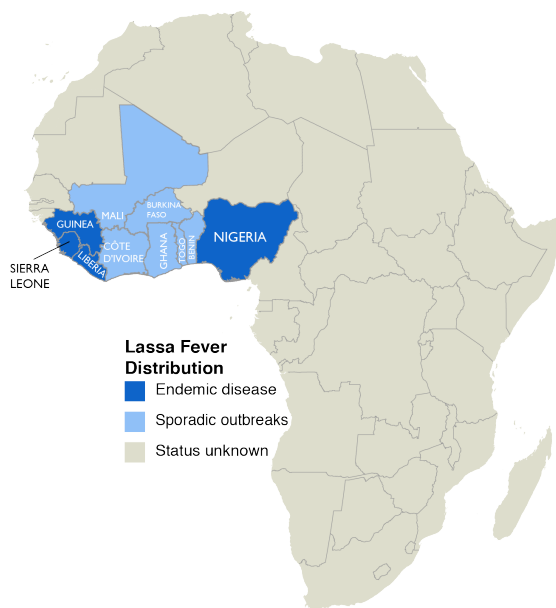 MALI
BURKINA
FASO
GUINEA
NIGERIA
CÔTE
D'IVOIRE
GHANA
TOGO
BENIN
LIBERIA
SIERRA
LEONE
Lassa Fever
Distribution
Endemic disease
Sporadic outbreaks
Status unknown